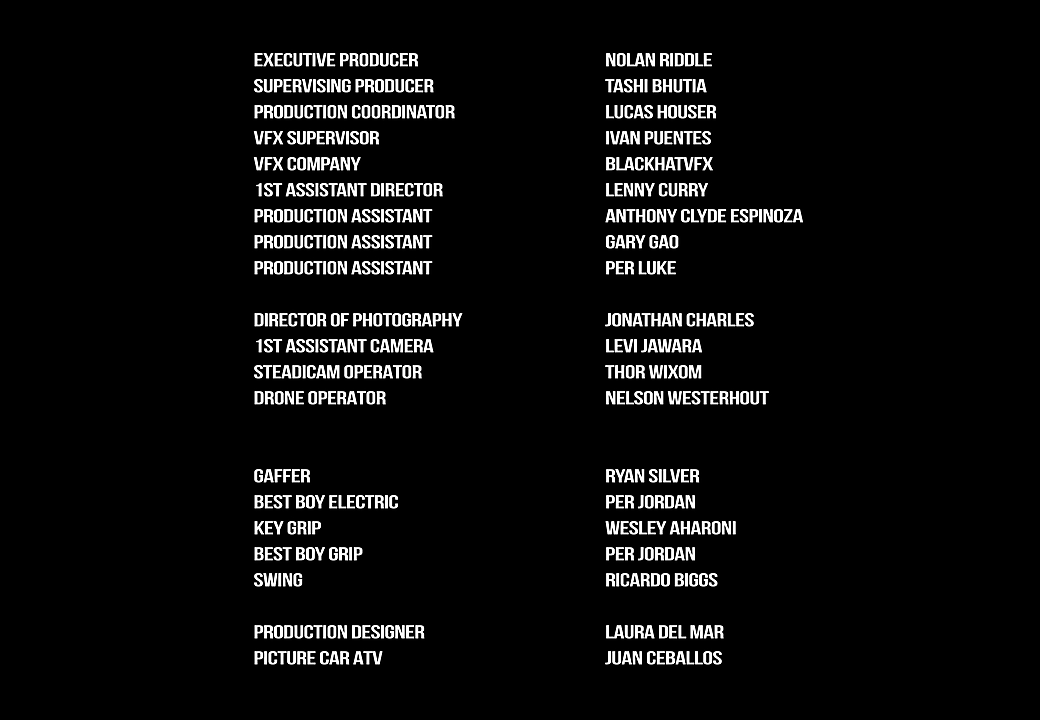 EXECUTIVE PRODUCER NOLAN RIDDLE
SUPERVISING PRODUCER TASHI BHUTIA
PRODUCTION COORDINATOR LUCAS HOUSER
VFX SUPERVISOR IVAN PUENTES
VFX COMPANY BLACKHATVFX
1ST ASSISTANT DIRECTOR LENNY CURRY
PRODUCTION ASSISTANT ANTHONY CLYDE ESPINOZA
PRODUCTION ASSISTANT GARY GAO
PRODUCTION ASSISTANT PER LUKE
DIRECTOR OF PHOTOGRAPHY JONATHAN CHARLES
1ST ASSISTANT CAMERA LEVI JAWARA
STEADICAM OPERATOR THOR WIXOM
DRONE OPERATOR NELSON WESTERHOUT
GAFFER RYAN SILVER
BEST BOY ELECTRIC PER JORDAN
KEY GRIP WESLEY AHARONI
BEST BOY GRIP PER JORDAN
SWING RICARDO BIGGS
PRODUCTION DESIGNER LAURA DEL MAR
PICTURE CAR ATV JUAN CEBALLOS